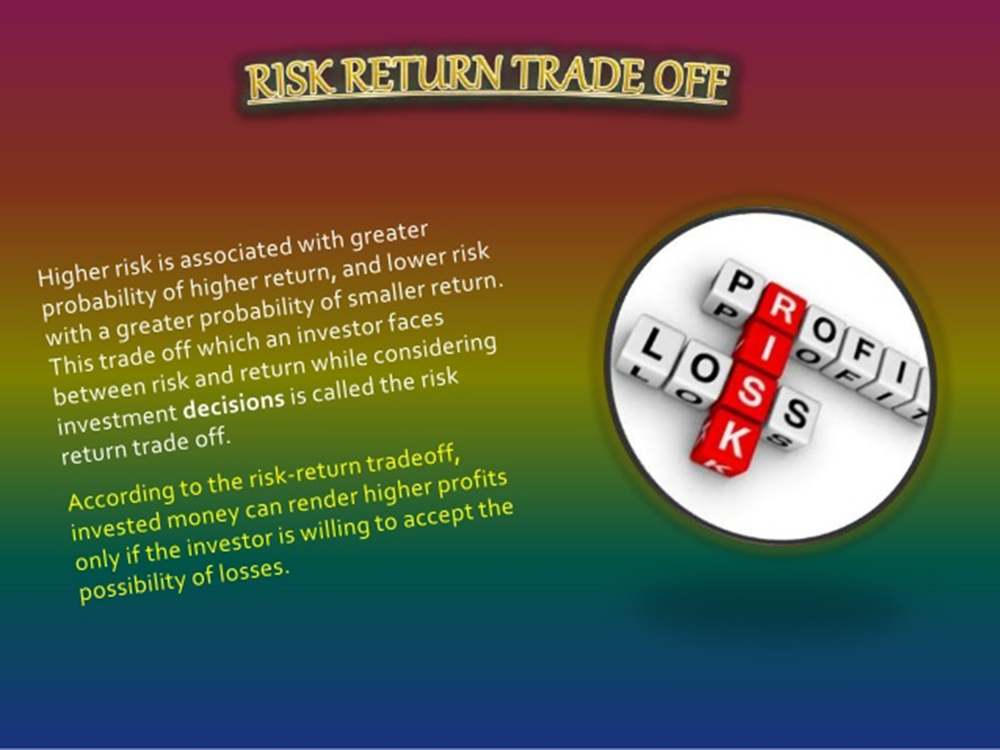 RISK RETURN TRADE OFF
Higher risk is associated with greater
probability of higher return, and lower risk
with a greater probability of smaller return.
This trade off which an investor faces
between risk and return while considering
investment decisions is called the risk
return trade off.
According to the risk-return tradeoff,
invested money can render higher profits
only if the investor is willing to accept the
possibility of losses.
PROFIT
LOSS
RISK